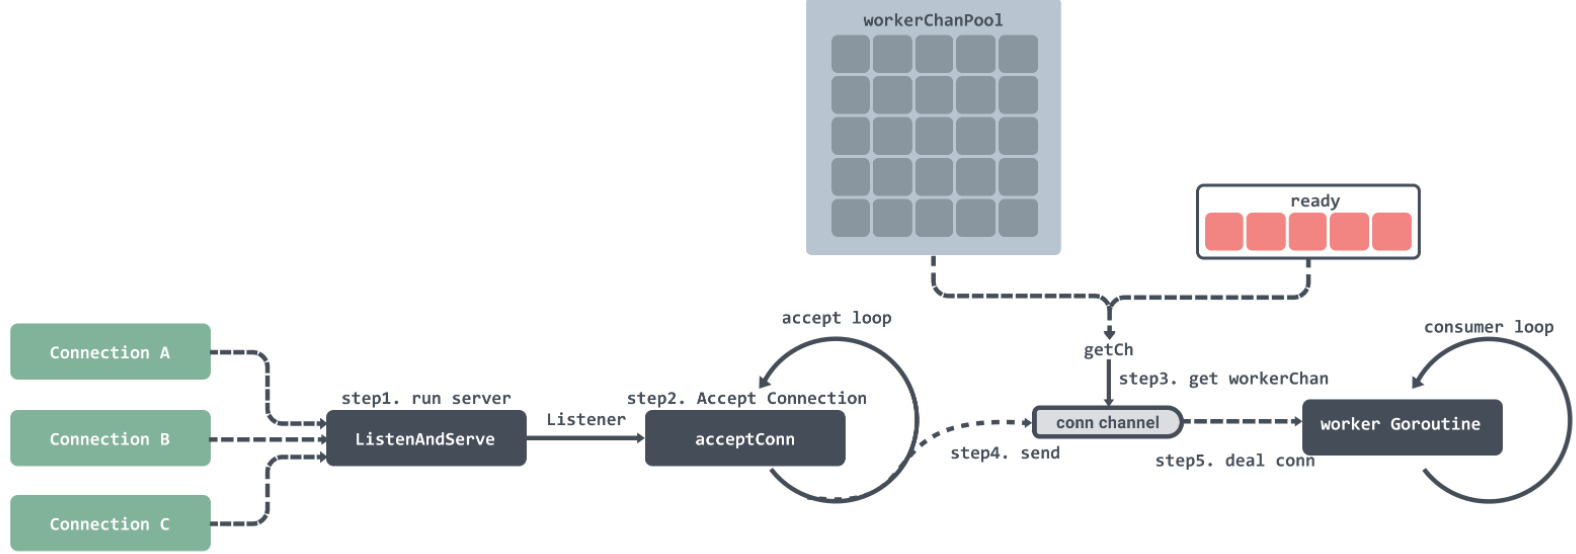 workerChanPool
ready
accept loop
consumer loop
Connection A
getCh
step3. get workerChan
step1. run server
step2. Accept Connection
Listener
conn channel
worker Goroutine
Connection B
ListenAndServe
acceptConn
step4. send
step5. deal conn
Connection C